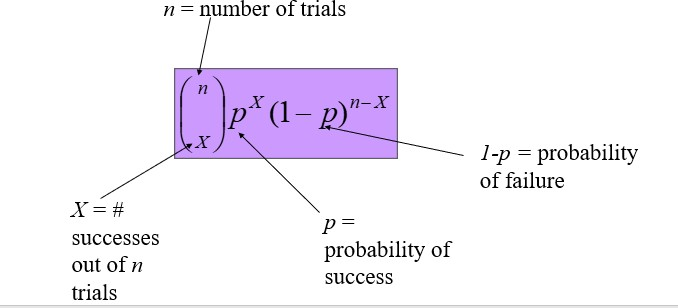 n = number of trials
(n X) p^X (1 – p)^{n–X}
1-p = probability
of failure
X = #
successes
out of n
trials
p =
probability of
success